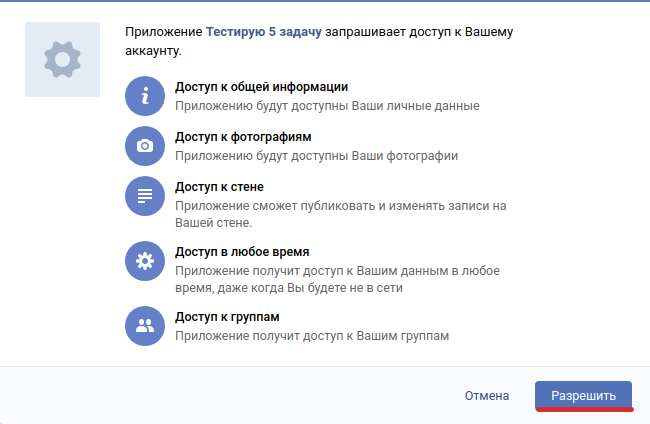 Приложение Тестирую 5 задачу запрашивает доступ к Вашему
аккаунту.
Доступ к общей информации
Приложению будут доступны Ваши личные данные
Доступ к фотографиям
Приложению будут доступны Ваши фотографии
Доступ к стене
Приложение сможет публиковать и изменять записи на
Вашей стене.
Доступ в любое время
Приложение получит доступ к Вашим данным в любое
время, даже когда Вы будете не в сети
Доступ к группам
Приложение получит доступ к Вашим группам
Отмена
Разрешить